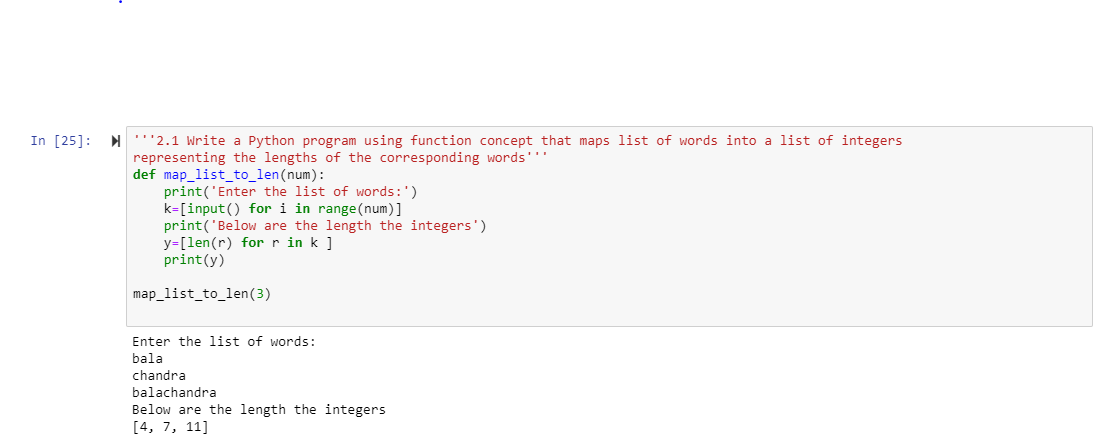 In [25]:
'''2.1 Write a Python program using function concept that maps list of words into a list of integers
representing the lengths of the corresponding words'''
def map_list_to_len(num):
    print('Enter the list of words:')
    k=[input() for i in range(num)]
    print('Below are the length the integers')
    y=[len(r) for r in k ]
    print(y)

map_list_to_len(3)

Enter the list of words:
bala
chandra
balachandra
Below are the length the integers
[4, 7, 11]